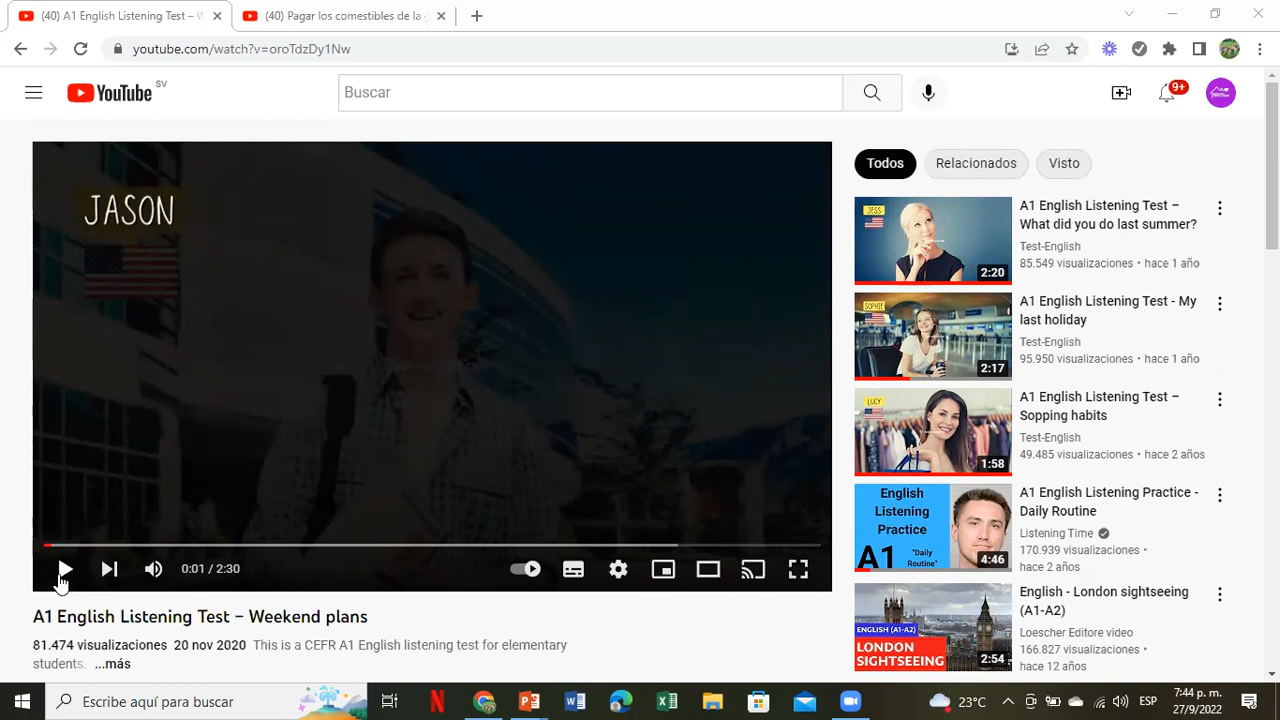 (40) A1 English Listening Test – W
(40) Pagar los comestibles de la
youtube.com/watch?v=oroTdzDy1Nw
YouTube SV
Buscar
9+
JASON
0:01 / 2:30
A1 English Listening Test – Weekend plans
81.474 visualizaciones 20 nov 2020 This is a CEFR A1 English listening test for elementary
students. ...más
Todos
Relacionados
Visto
JESS
2:20
A1 English Listening Test –
What did you do last summer?
Test-English
85.549 visualizaciones • hace 1 año
SOPHIE
2:17
A1 English Listening Test - My
last holiday
Test-English
95.950 visualizaciones • hace 1 año
LUCY
1:58
A1 English Listening Test –
Sopping habits
Test-English
49.485 visualizaciones • hace 2 años
English
Listening
Practice
A1 "Daily
Routine"
4:46
A1 English Listening Practice -
Daily Routine
Listening Time
170.939 visualizaciones •
hace 2 años
ENGLISH (A1-A2)
LONDON
SIGHTSEEING
2:54
English - London sightseeing
(A1-A2)
Loescher Editore video
166.827 visualizaciones •
hace 12 años
Escribe aquí para buscar
23°C
ESP
7:44 p. m.
27/9/2022